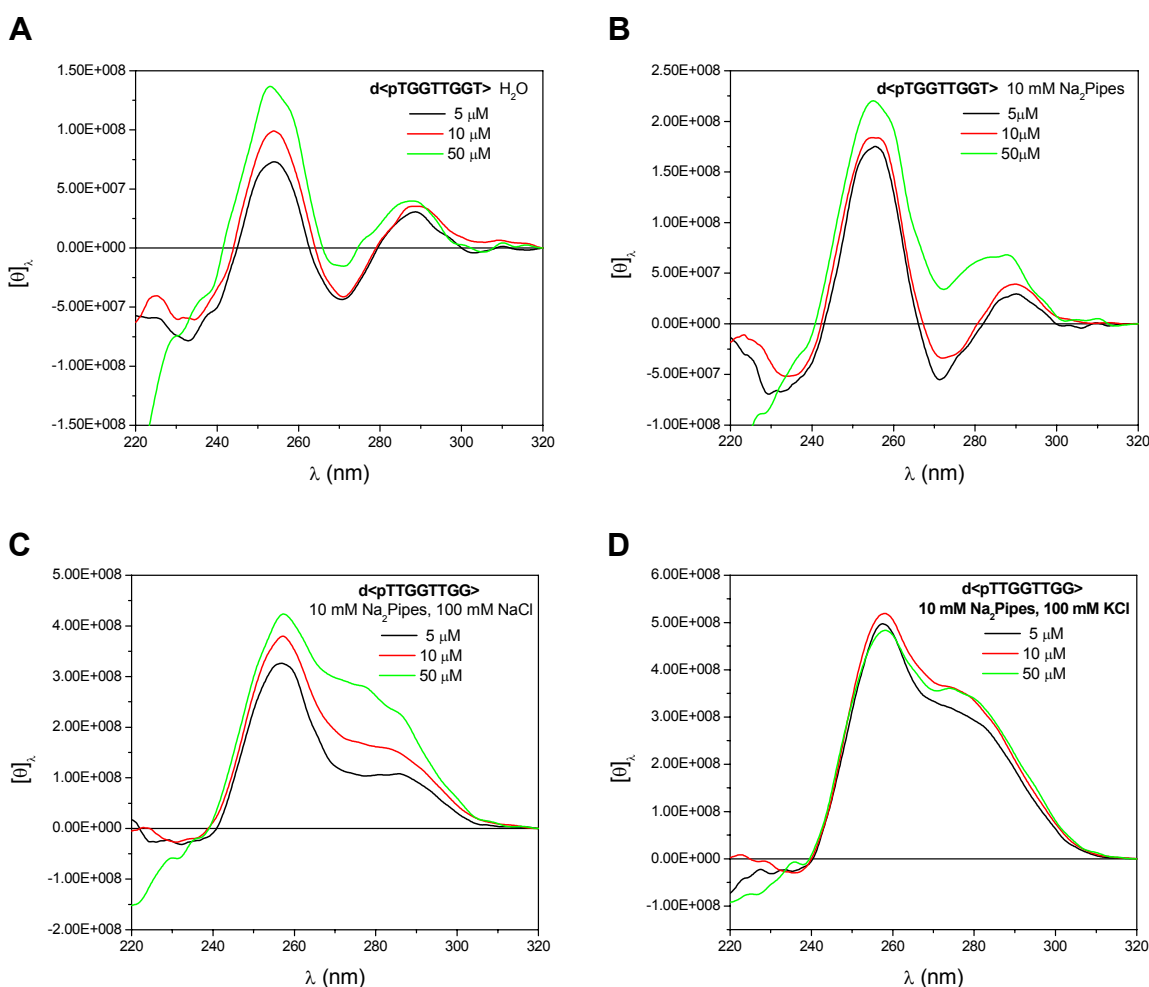 A
d<pTGGTTGGT> H₂O
5 μM
10 μM
50 μM
1.50E+008
1.00E+008
5.00E+007
0.00E+000
-5.00E+007
-1.00E+008
-1.50E+008
[θ]λ
220 240 260 280 300 320
λ (nm)
B
d<pTGGTTGGT> 10 mM Na₂Pipes
5μM
10μM
50μM
2.50E+008
2.00E+008
1.50E+008
1.00E+008
5.00E+007
0.00E+000
-5.00E+007
-1.00E+008
[θ]λ
220 240 260 280 300 320
λ (nm)
C
d<pTTGGTTGG>
10 mM Na₂Pipes, 100 mM NaCl
5 μM
10 μM
50 μM
5.00E+008
4.00E+008
3.00E+008
2.00E+008
1.00E+008
0.00E+000
-1.00E+008
-2.00E+008
[θ]λ
220 240 260 280 300 320
λ (nm)
D
d<pTTGGTTGG>
10 mM Na₂Pipes, 100 mM KCl
5 μM
10 μM
50 μM
6.00E+008
5.00E+008
4.00E+008
3.00E+008
2.00E+008
1.00E+008
0.00E+000
-1.00E+008
[θ]λ
220 240 260 280 300 320
λ (nm)